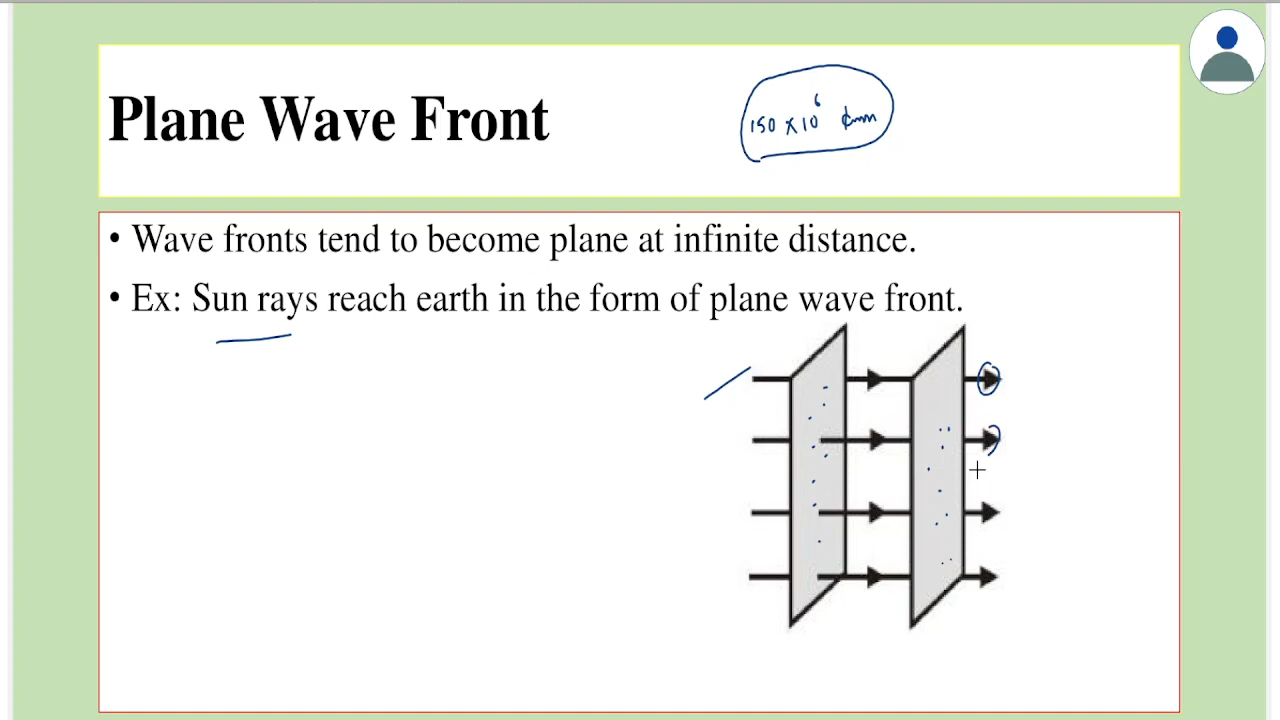 Plane Wave Front
150 × 10⁶
• Wave fronts tend to become plane at infinite distance.
• Ex: Sun rays reach earth in the form of plane wave front.